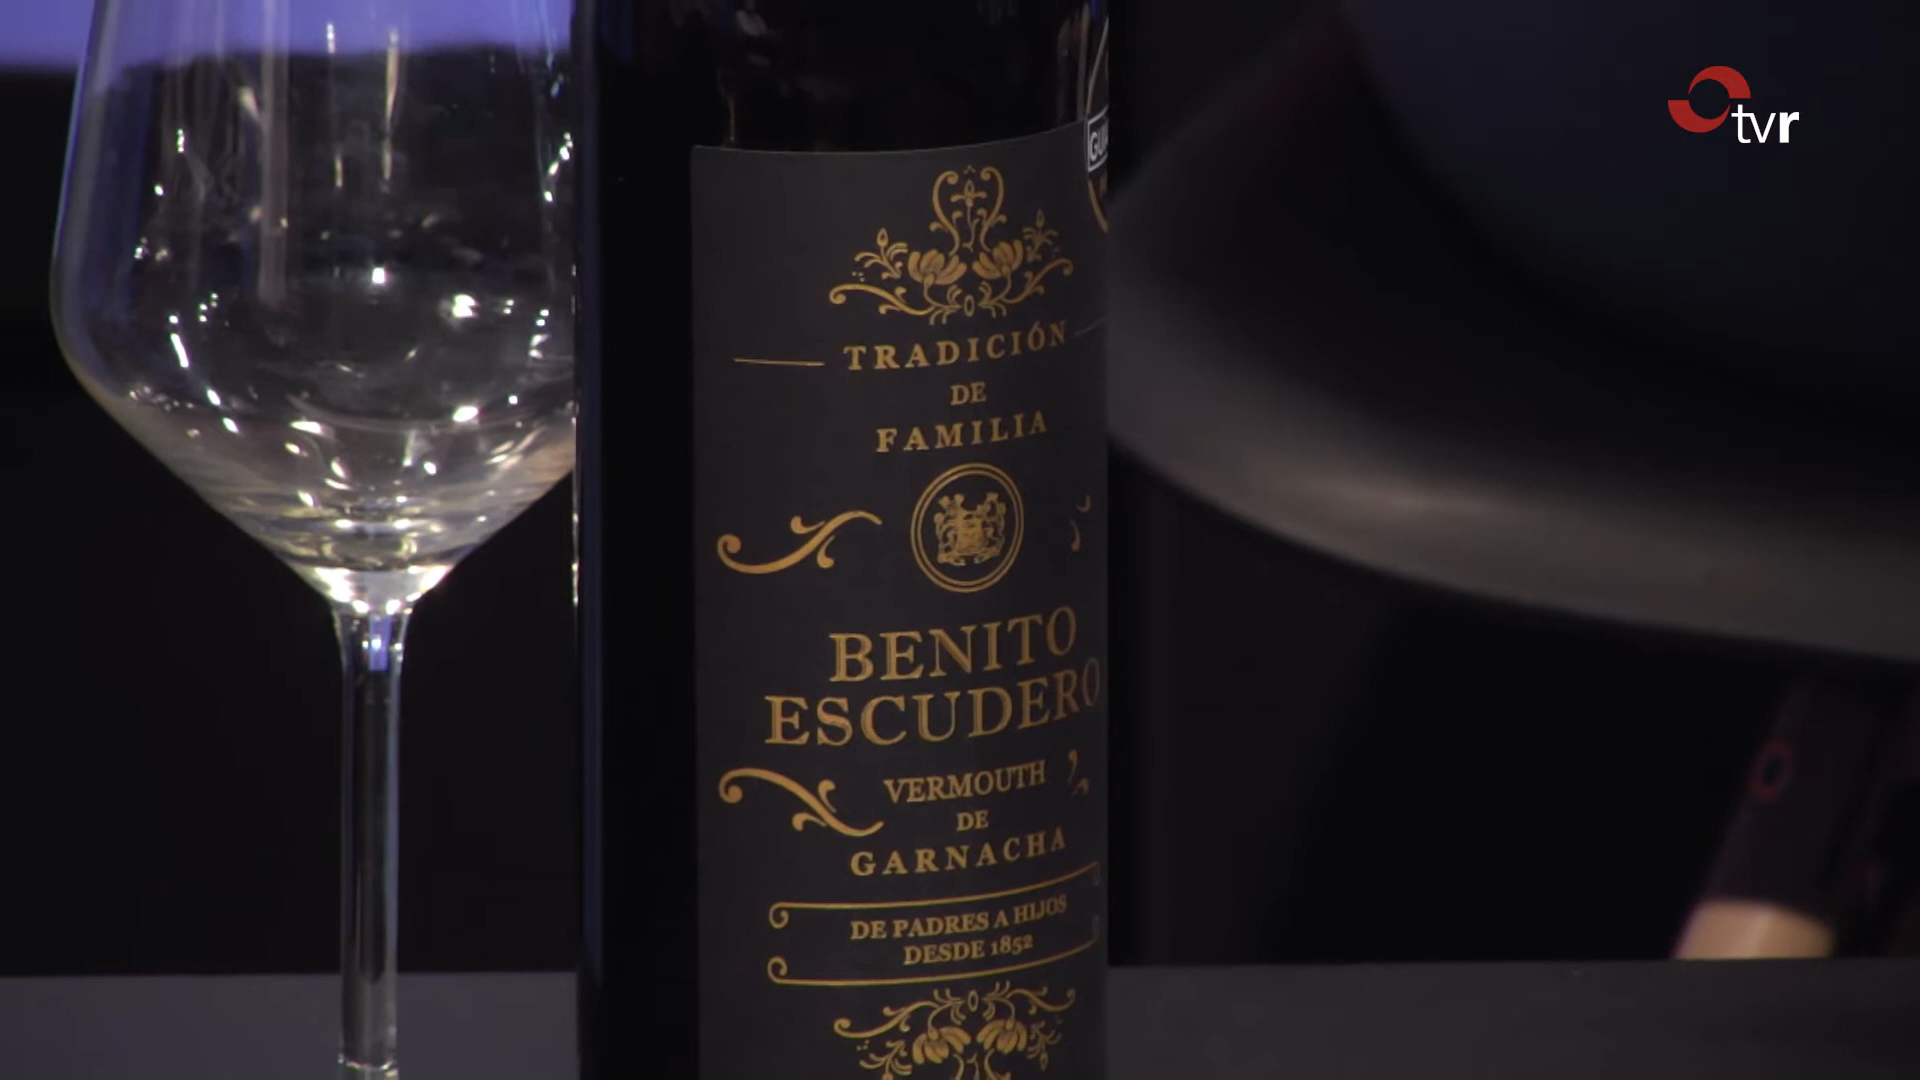 tvr
TRADICIÓN
DE
FAMILIA
BENITO
ESCUDERO
VERMOUTH
DE
GARNACHA
DE PADRES A HIJOS
DESDE 1852